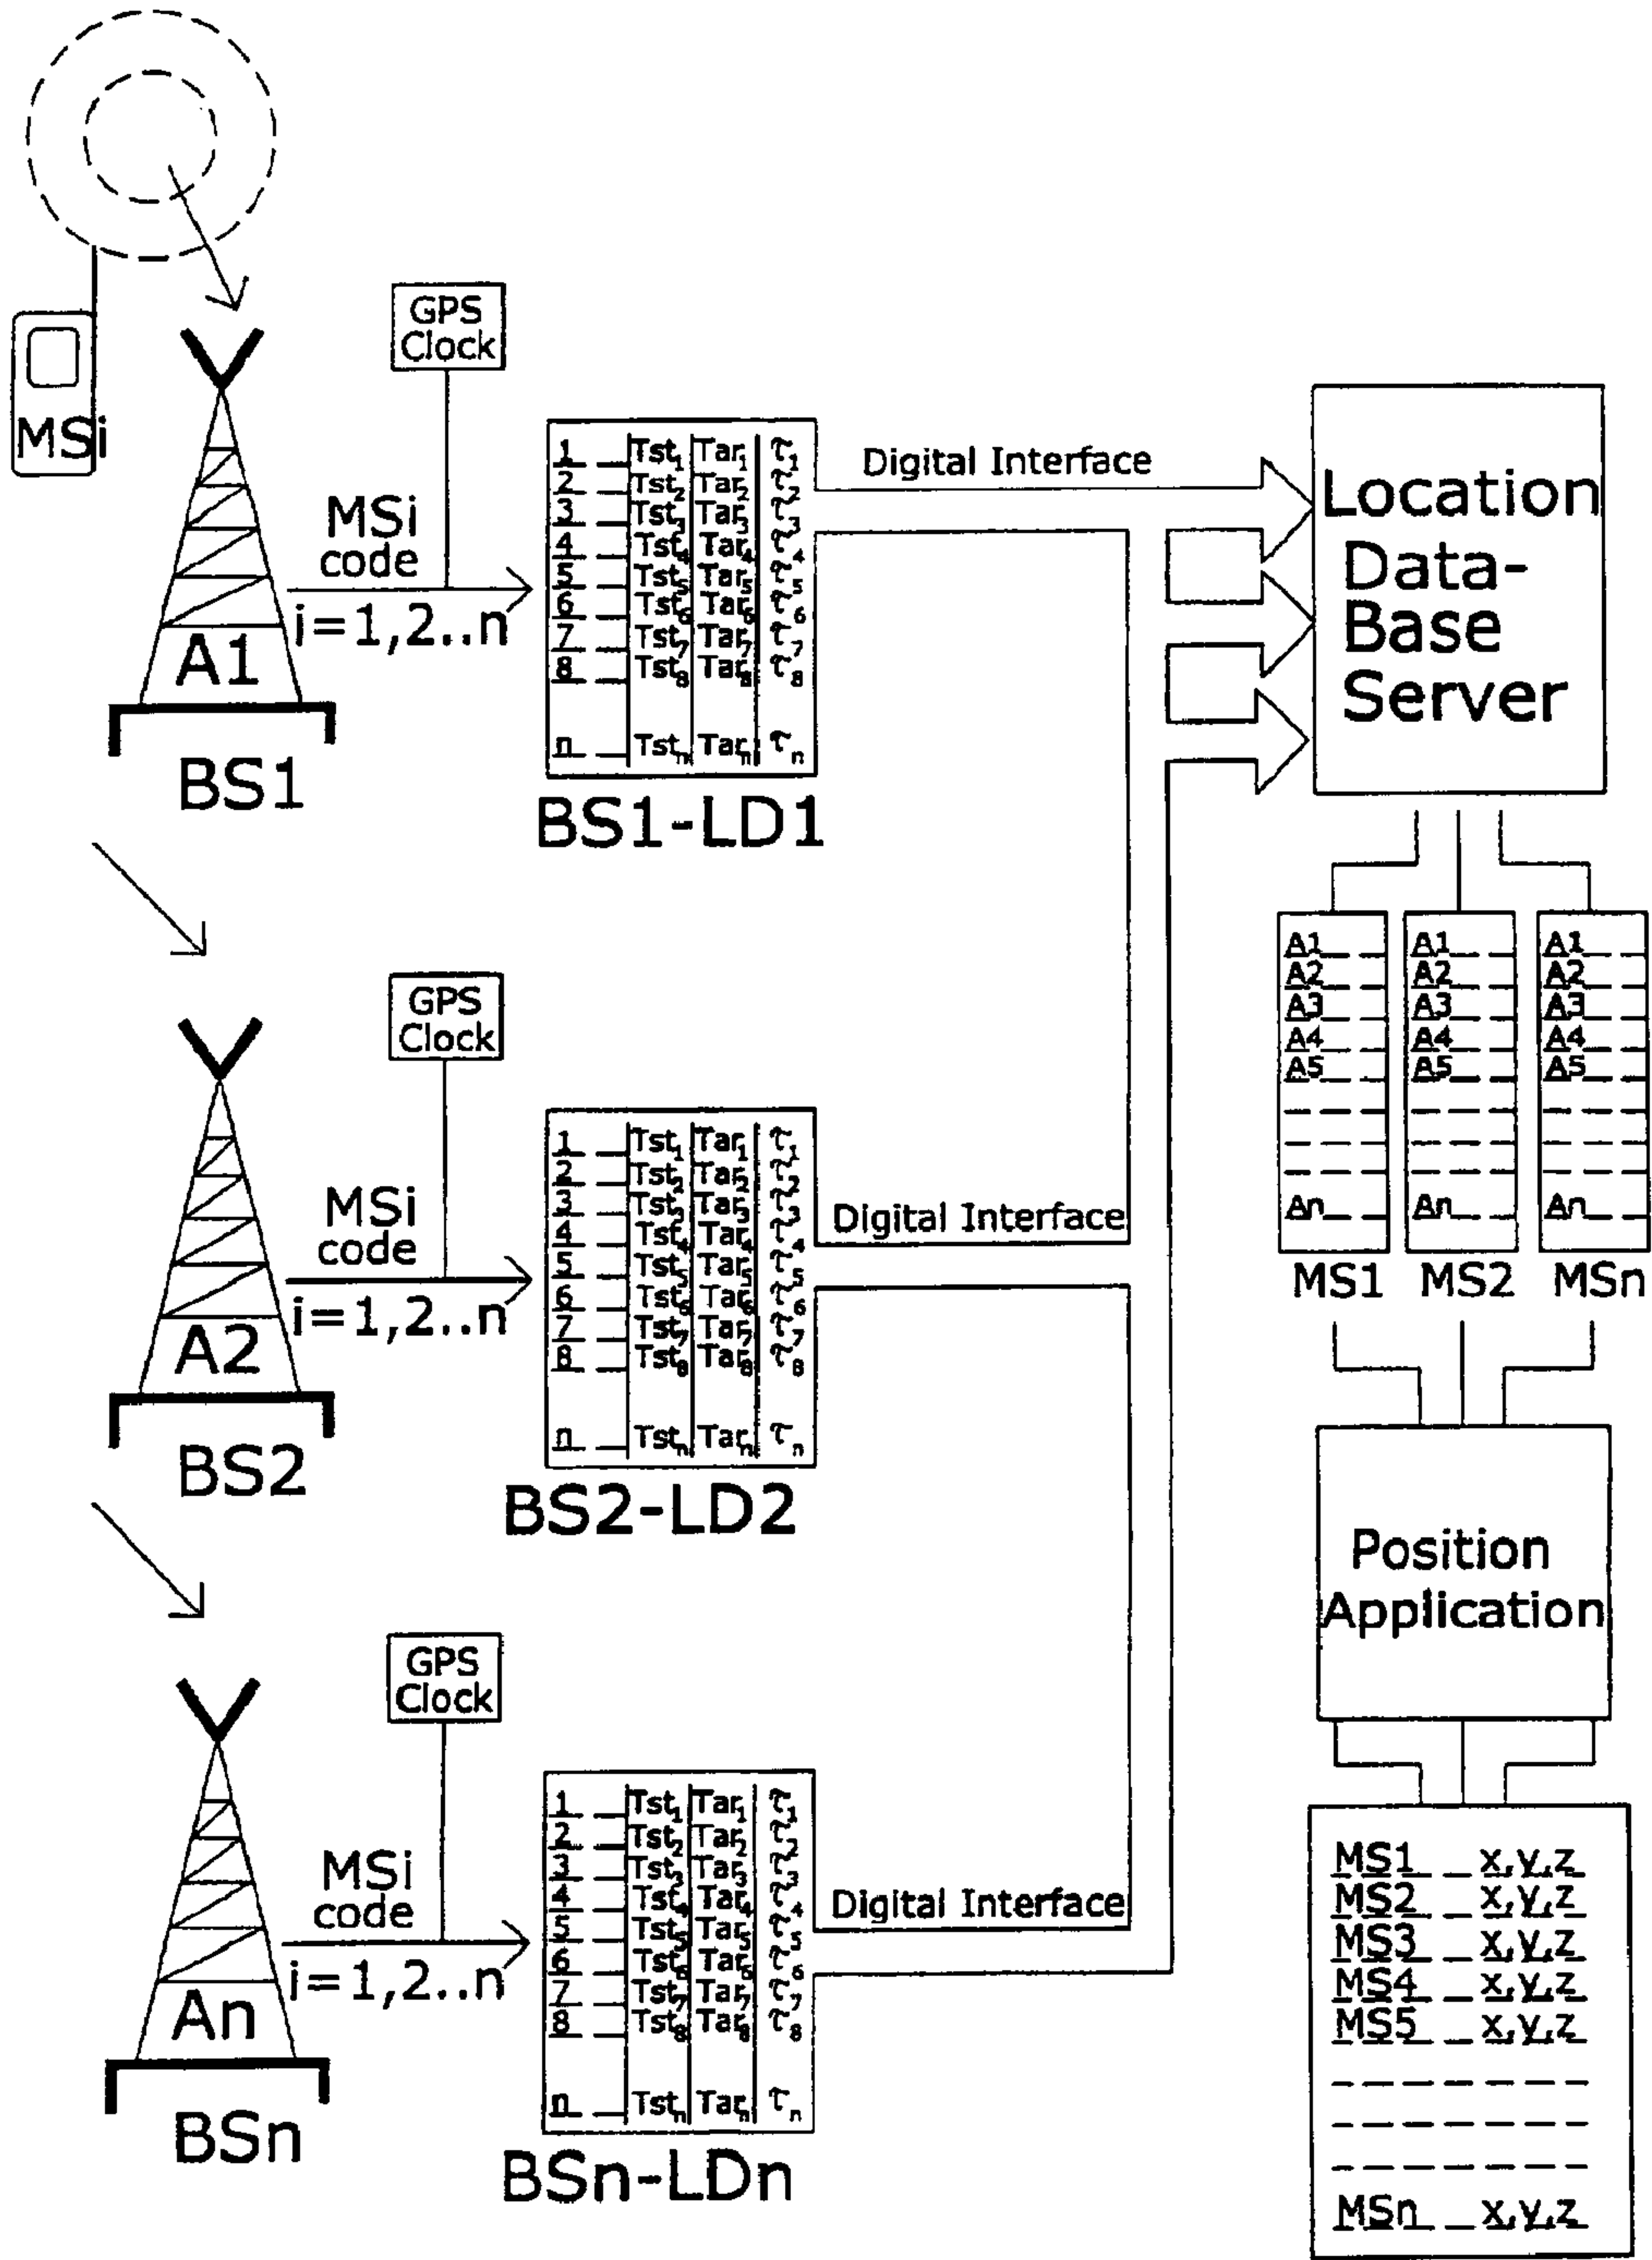 MSi
GPS
Clock
MSi
code
i=1,2..n
A1
BS1
1 Tst1 Tar1 τ1
2 Tst2 Tar2 τ2
3 Tst3 Tar3 τ3
4 Tst4 Tar4 τ4
5 Tst5 Tar5 τ5
6 Tst6 Tar6 τ6
7 Tst7 Tar7 τ7
8 Tst8 Tar8 τ8
n Tstn Tarn τn
BS1-LD1
Digital Interface
Location
Data-
Base
Server
GPS
Clock
MSi
code
i=1,2..n
A2
BS2
1 Tst1 Tar1 τ1
2 Tst2 Tar2 τ2
3 Tst3 Tar3 τ3
4 Tst4 Tar4 τ4
5 Tst5 Tar5 τ5
6 Tst6 Tar6 τ6
7 Tst7 Tar7 τ7
8 Tst8 Tar8 τ8
n Tstn Tarn τn
BS2-LD2
Digital Interface
A1 A1 A1
A2 A2 A2
A3 A3 A3
A4 A4 A4
A5 A5 A5
An An An
MS1 MS2 MSn
Position
Application
GPS
Clock
MSi
code
i=1,2..n
An
BSn
1 Tst1 Tar1 τ1
2 Tst2 Tar2 τ2
3 Tst3 Tar3 τ3
4 Tst4 Tar4 τ4
5 Tst5 Tar5 τ5
6 Tst6 Tar6 τ6
7 Tst7 Tar7 τ7
8 Tst8 Tar8 τ8
n Tstn Tarn τn
BSn-LDn
Digital Interface
MS1 x,y,z
MS2 x,y,z
MS3 x,y,z
MS4 x,y,z
MS5 x,y,z
MSn x,y,z